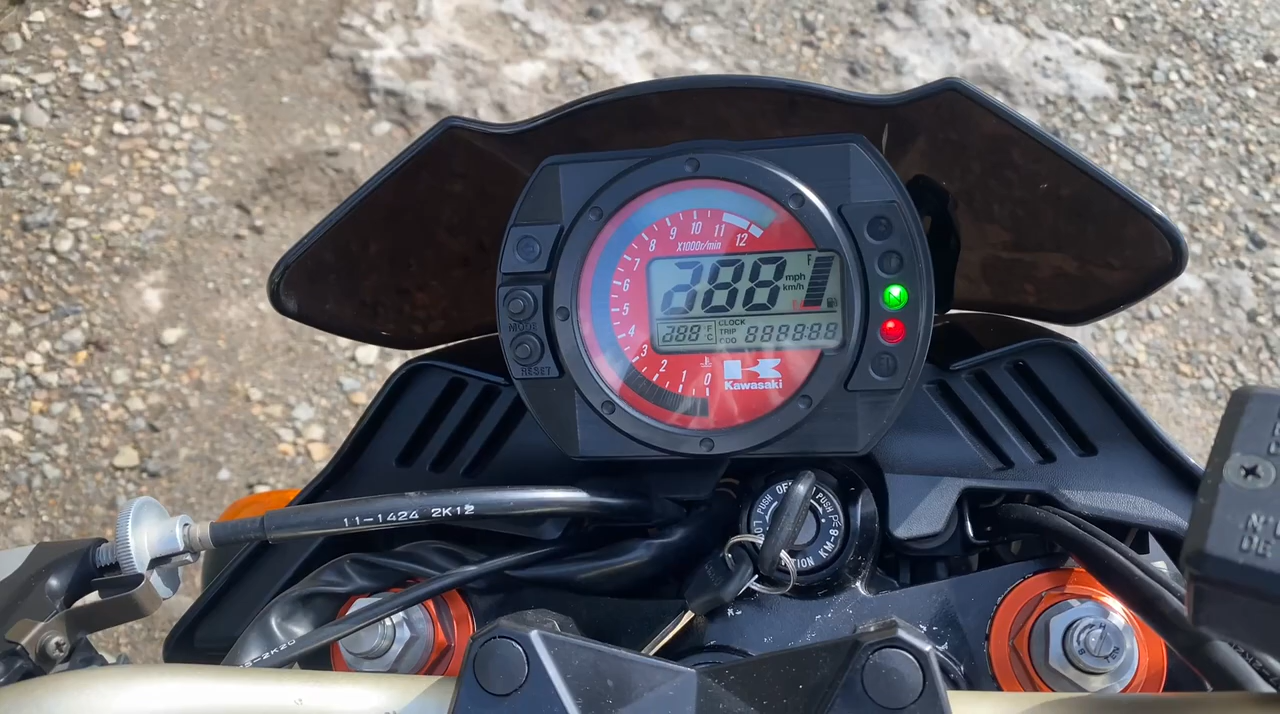 8 9 10 11 12
X1000r/min
7
6
5
4
3
2
1
0
288
mph
km/h
F
288 F
C
CLOCK
TRIP
ODO
888888
MODE
RESET
N
Kawasaki
11-1424 2K12
PUSH OFF
PUSH
KM-8
2K20